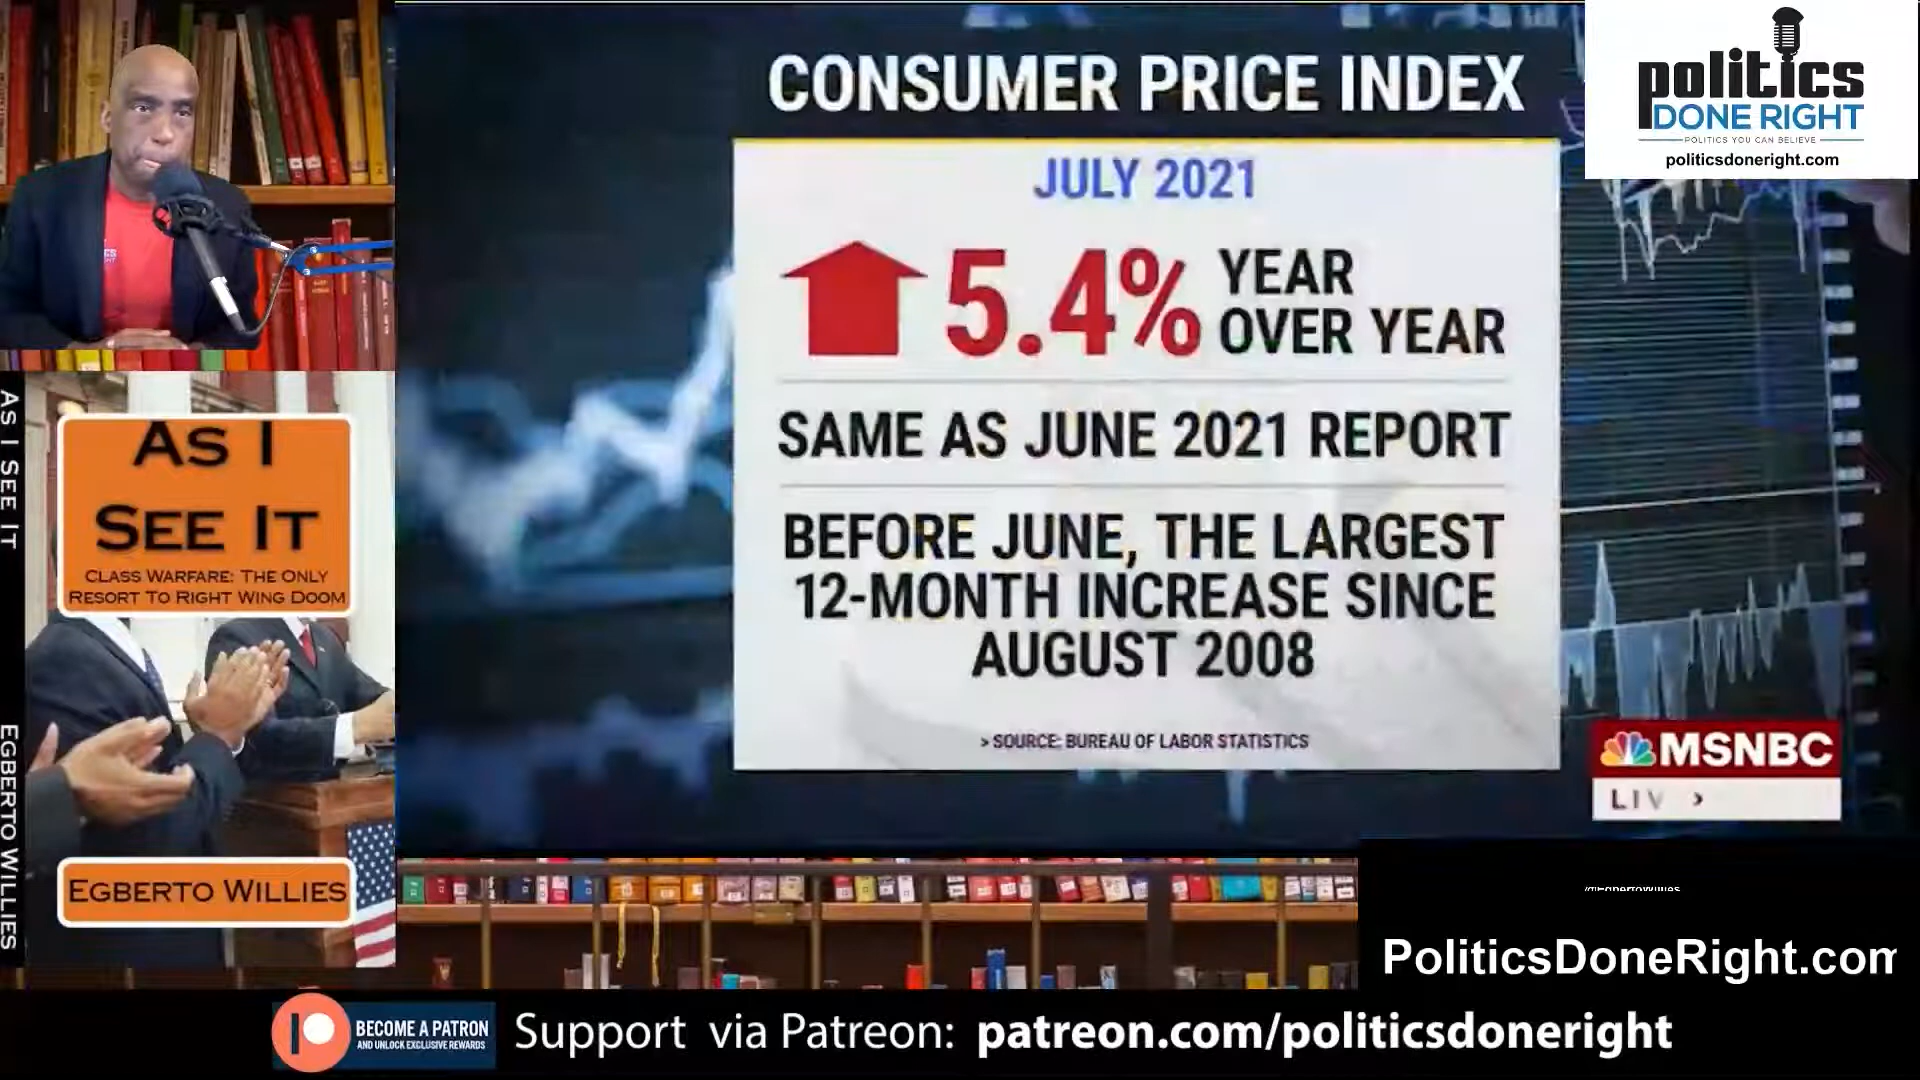 CONSUMER PRICE INDEX
JULY 2021
5.4%
YEAR
OVER YEAR
SAME AS JUNE 2021 REPORT
BEFORE JUNE, THE LARGEST
12-MONTH INCREASE SINCE
AUGUST 2008
> SOURCE: BUREAU OF LABOR STATISTICS
politics
DONE RIGHT
POLITICS YOU CAN BELIEVE
politicsdoneright.com
MSNBC
LIV >
AS I SEE IT
EGBERTO WILLIES
AS I
SEE IT
CLASS WARFARE: THE ONLY
RESORT TO RIGHT WING DOOM
EGBERTO WILLIES
PoliticsDoneRight.com
BECOME A PATRON
AND UNLOCK EXCLUSIVE REWARDS
Support via Patreon: patreon.com/politicsdoneright